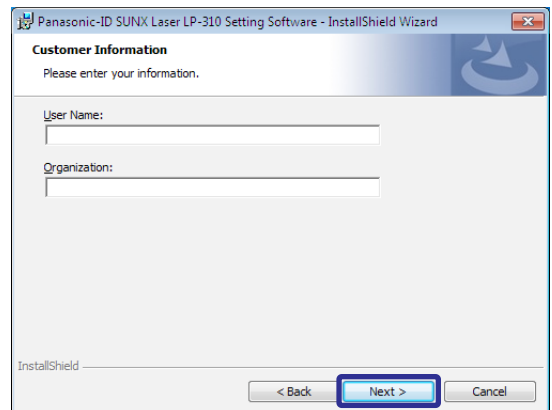 Panasonic-ID SUNX Laser LP-310 Setting Software - InstallShield Wizard
Customer Information
Please enter your information.
User Name:
Organization:
InstallShield
< Back Next > Cancel